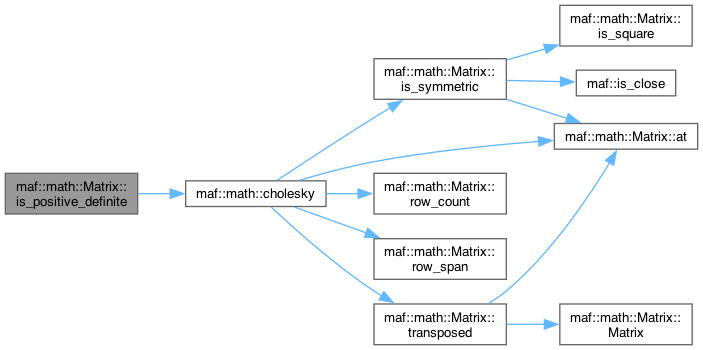 maf::math::Matrix::
is_positive_definite
maf::math::cholesky
maf::math::Matrix::
is_symmetric
maf::math::Matrix::
row_count
maf::math::Matrix::
row_span
maf::math::Matrix::
transposed
maf::math::Matrix::
is_square
maf::is_close
maf::math::Matrix::at
maf::math::Matrix::
Matrix